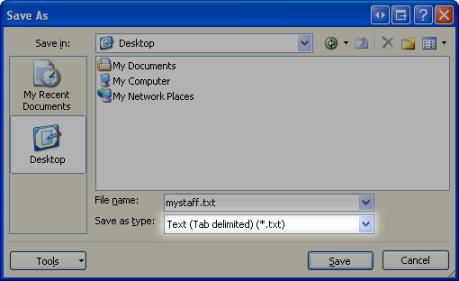 Save As
Save in:
Desktop
My Recent
Documents
Desktop
My Documents
My Computer
My Network Places
File name:
mystaff.txt
Save as type:
Text (Tab delimited) (*.txt)
Tools
Save
Cancel